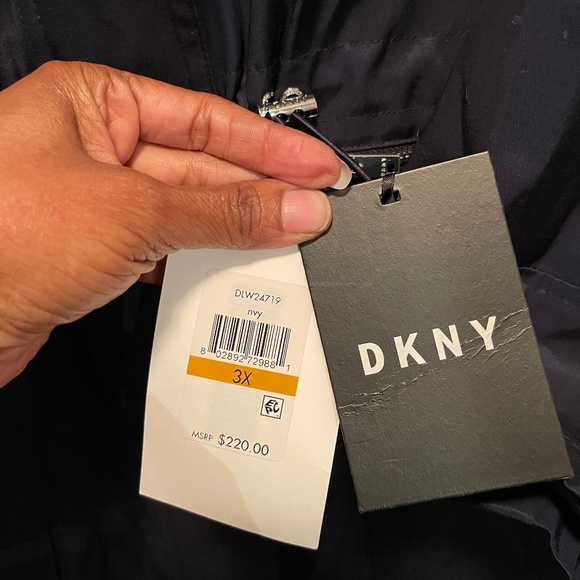 DLW24719
nvy
8 02892 72988 1
3X
MSRP $220.00
DKNY